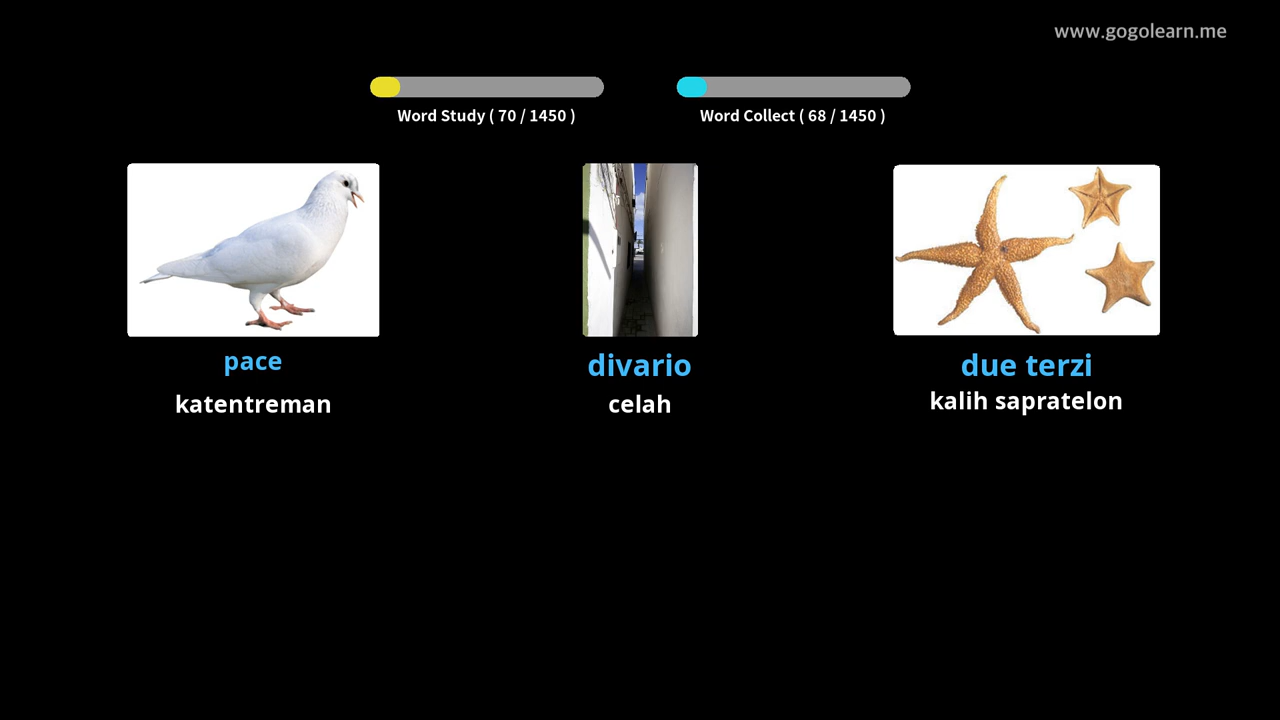 www.gogolearn.me
Word Study ( 70 / 1450 )
Word Collect ( 68 / 1450 )
pace
katentreman
divario
celah
due terzi
kalih sapratelon